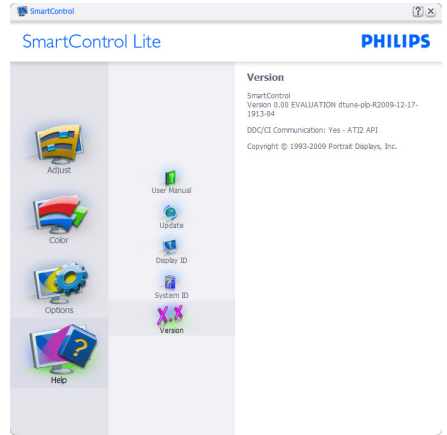 SmartControl
SmartControl Lite
PHILIPS
Adjust
Color
Options
Help
User Manual
Update
Display ID
System ID
X.X
Version
Version
SmartControl
Version 0.00 EVALUATION dtune-plp-R2009-12-17-
1913-04
DDC/CI Communication: Yes - ATI2 API
Copyright © 1993-2009 Portrait Displays, Inc.